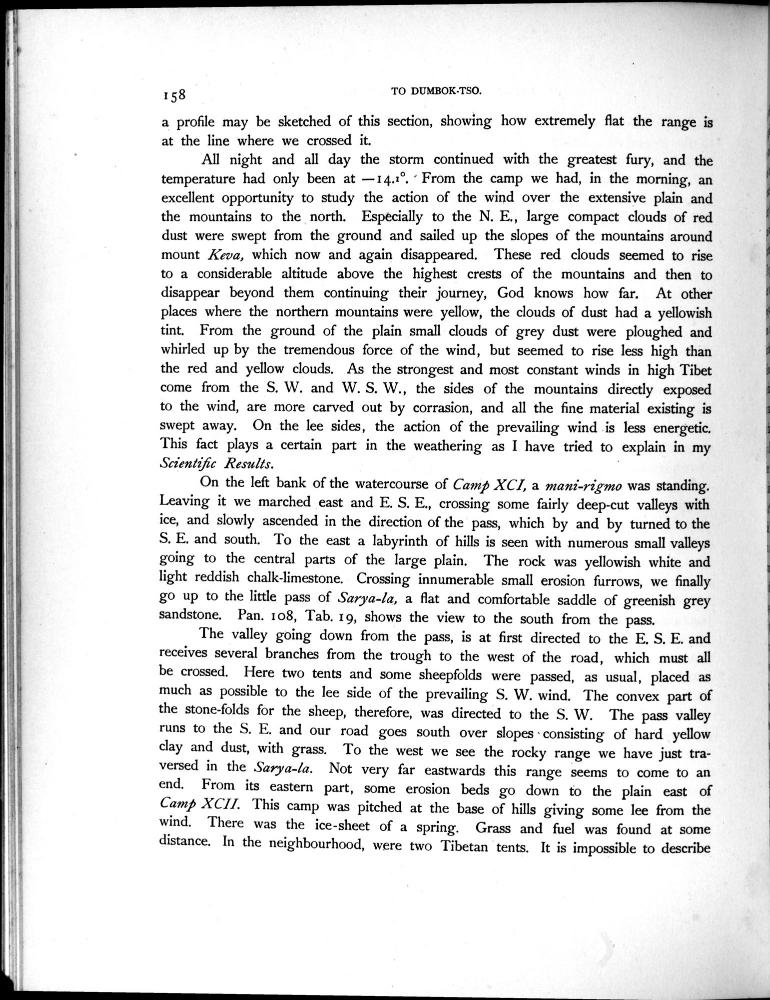 158
TO DUMBOK-TSO.
a profile may be sketched of this section, showing how extremely flat the range is
at the line where we crossed it.
All night and all day the storm continued with the greatest fury, and the
temperature had only been at —14.1°. From the camp we had, in the morning, an
excellent opportunity to study the action of the wind over the extensive plain and
the mountains to the north. Especially to the N. E., large compact clouds of red
dust were swept from the ground and sailed up the slopes of the mountains around
mount Keva, which now and again disappeared. These red clouds seemed to rise
to a considerable altitude above the highest crests of the mountains and then to
disappear beyond them continuing their journey, God knows how far. At other
places where the northern mountains were yellow, the clouds of dust had a yellowish
tint. From the ground of the plain small clouds of grey dust were ploughed and
whirled up by the tremendous force of the wind, but seemed to rise less high than
the red and yellow clouds. As the strongest and most constant winds in high Tibet
come from the S. W. and W. S. W., the sides of the mountains directly exposed
to the wind, are more carved out by corrasion, and all the fine material existing is
swept away. On the lee sides, the action of the prevailing wind is less energetic.
This fact plays a certain part in the weathering as I have tried to explain in my
Scientific Results.
On the left bank of the watercourse of Camp XCI, a mani-rigmo was standing.
Leaving it we marched east and E. S. E., crossing some fairly deep-cut valleys with
ice, and slowly ascended in the direction of the pass, which by and by turned to the
S. E. and south. To the east a labyrinth of hills is seen with numerous small valleys
going to the central parts of the large plain. The rock was yellowish white and
light reddish chalk-limestone. Crossing innumerable small erosion furrows, we finally
go up to the little pass of Sarya-la, a flat and comfortable saddle of greenish grey
sandstone. Pan. 108, Tab. 19, shows the view to the south from the pass.
The valley going down from the pass, is at first directed to the E. S. E. and
receives several branches from the trough to the west of the road, which must all
be crossed. Here two tents and some sheepfolds were passed, as usual, placed as
much as possible to the lee side of the prevailing S. W. wind. The convex part of
the stone-folds for the sheep, therefore, was directed to the S. W. The pass valley
runs to the S. E. and our road goes south over slopes consisting of hard yellow
clay and dust, with grass. To the west we see the rocky range we have just tra-
versed in the Sarya-la. Not very far eastwards this range seems to come to an
end. From its eastern part, some erosion beds go down to the plain east of
Camp XCII. This camp was pitched at the base of hills giving some lee from the
wind. There was the ice-sheet of a spring. Grass and fuel was found at some
distance. In the neighbourhood, were two Tibetan tents. It is impossible to describe